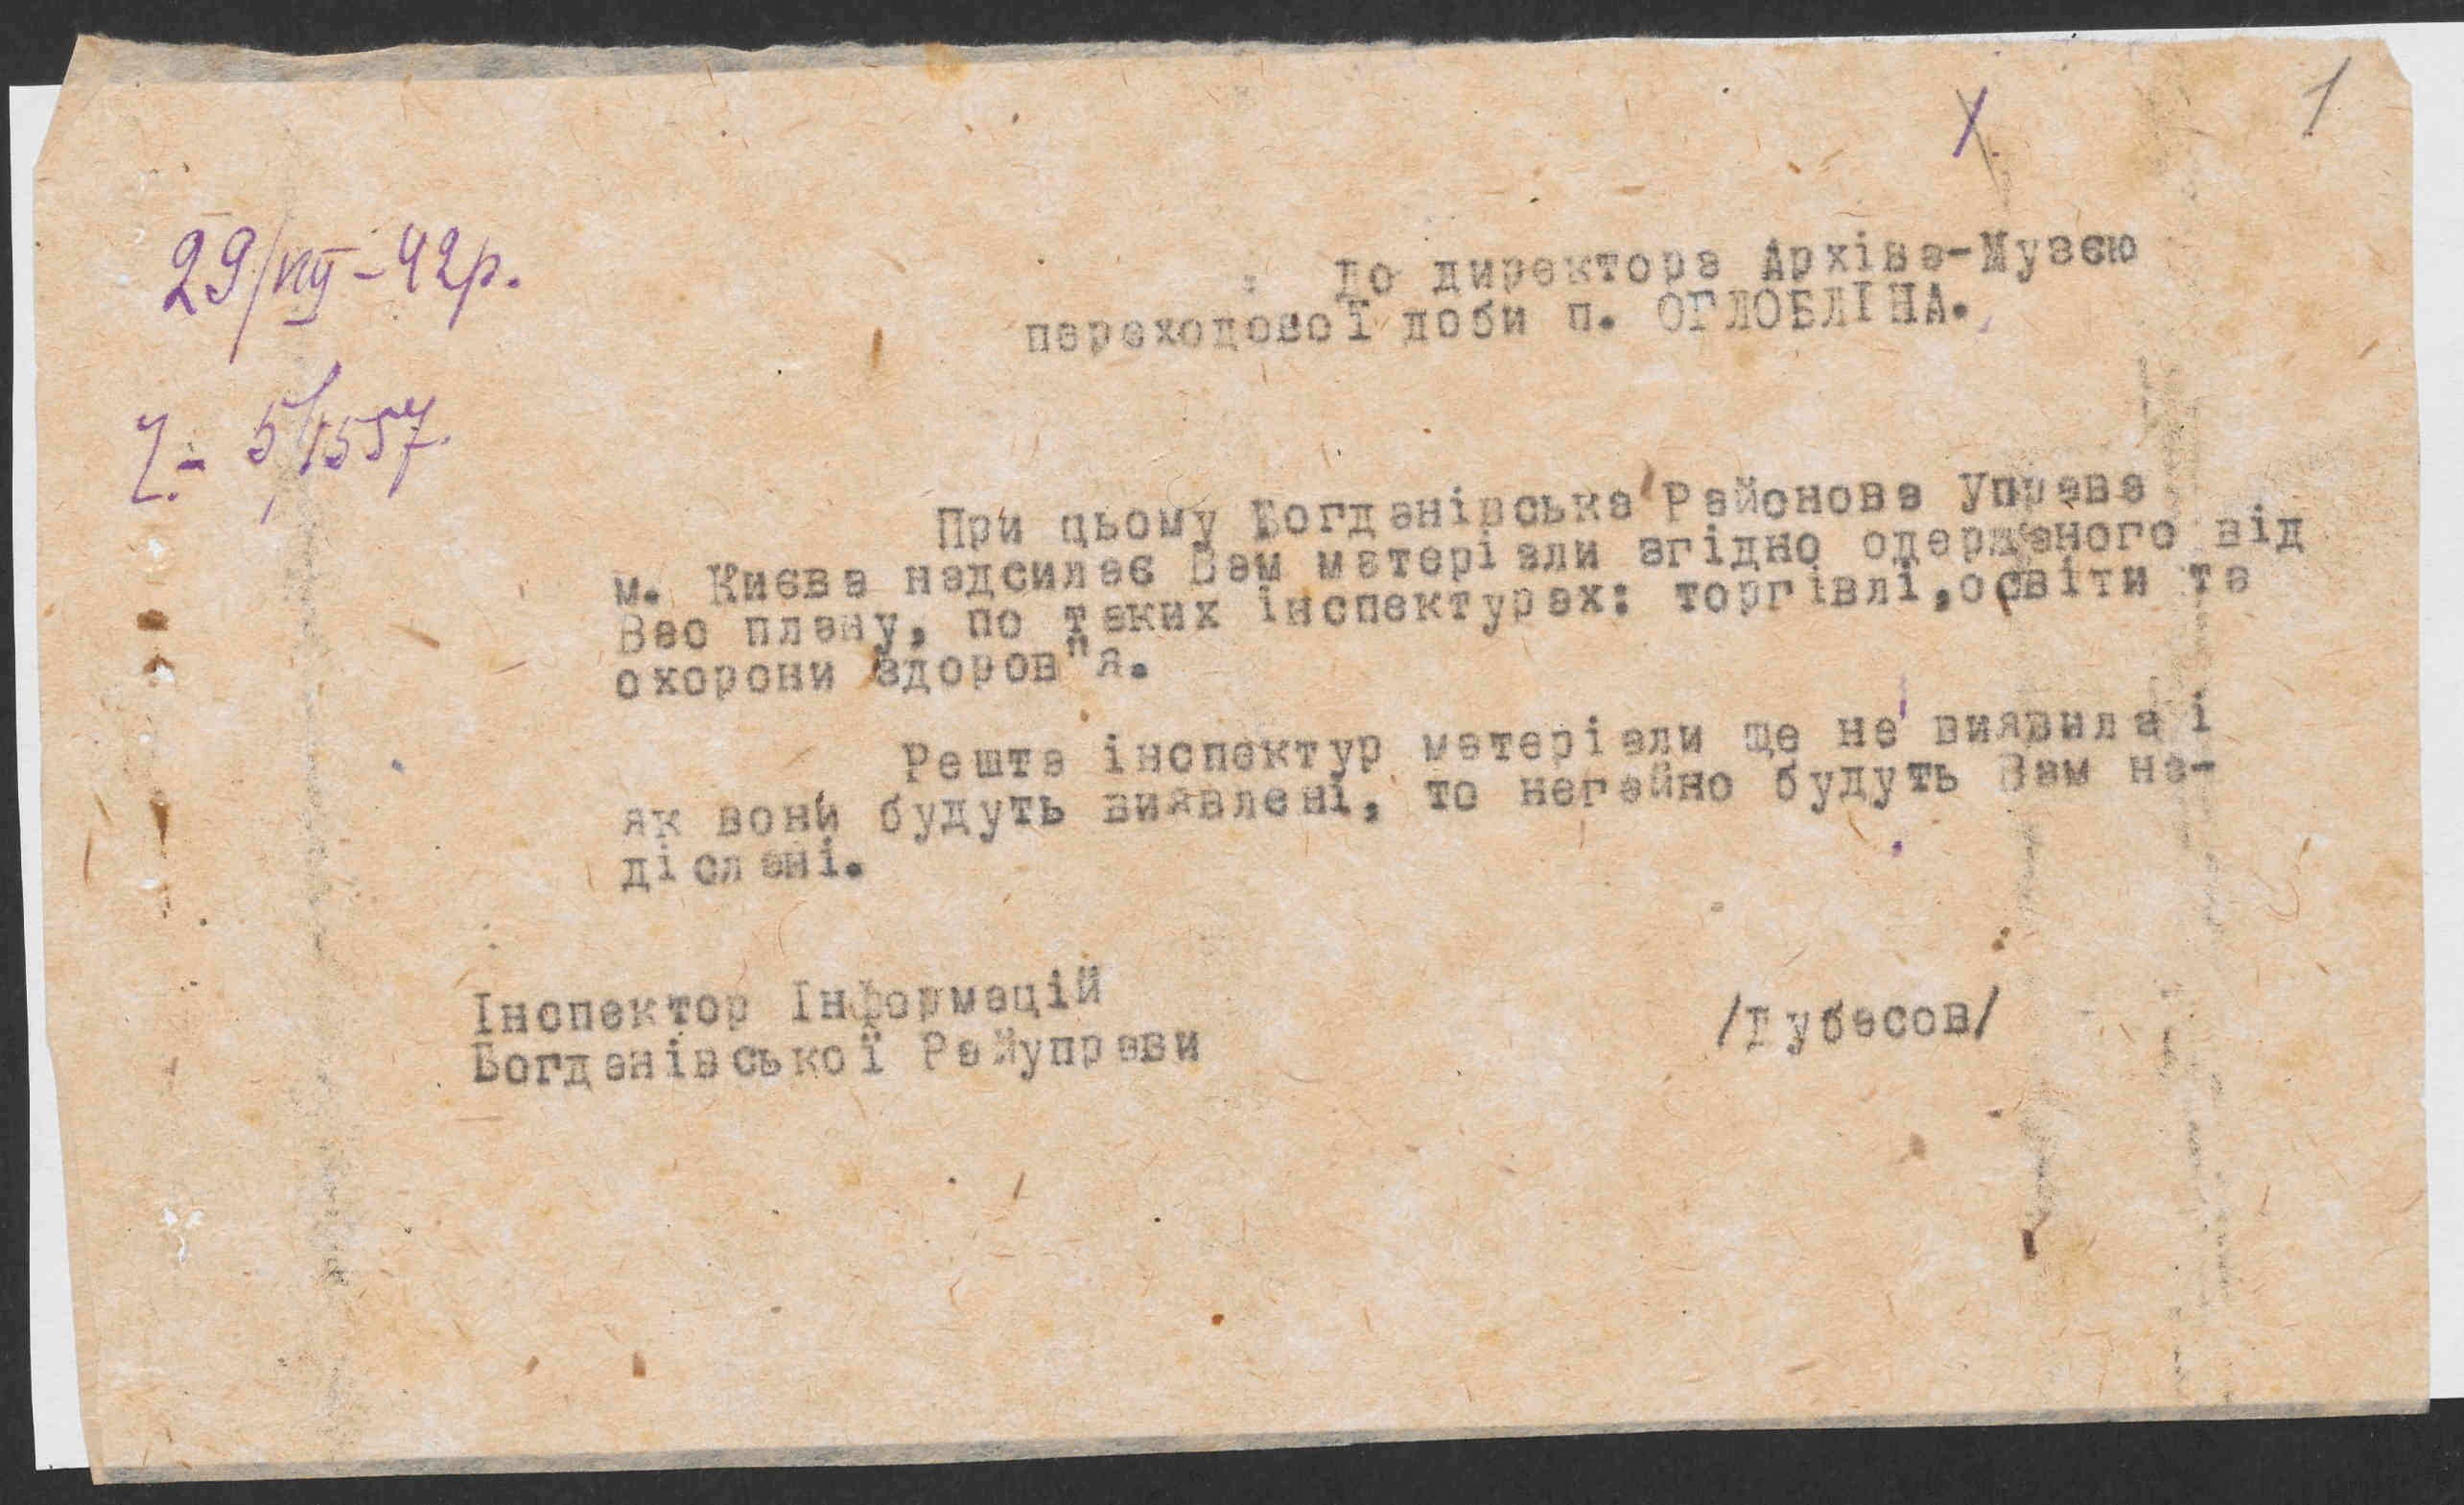 1
29/VII-42р.
До директора Архіва-Музєю
переходової доби п. ОГЛОБЛІНА.
Ч.- 5/1557.
При цьому Богданівська Районова Управа
м. Києва надсилає Вам матеріали згідно одержаного від
Вас плану, по таких інспектурах: торгівлі,освіти та
охорони здоров"я.
Решта інспектур матеріали ще не виявила і
як вони будуть виявлені, то негайно будуть Вам на-
діслані.
Інспектор Інформацій
Богданівської Райуправи
/Губасов/